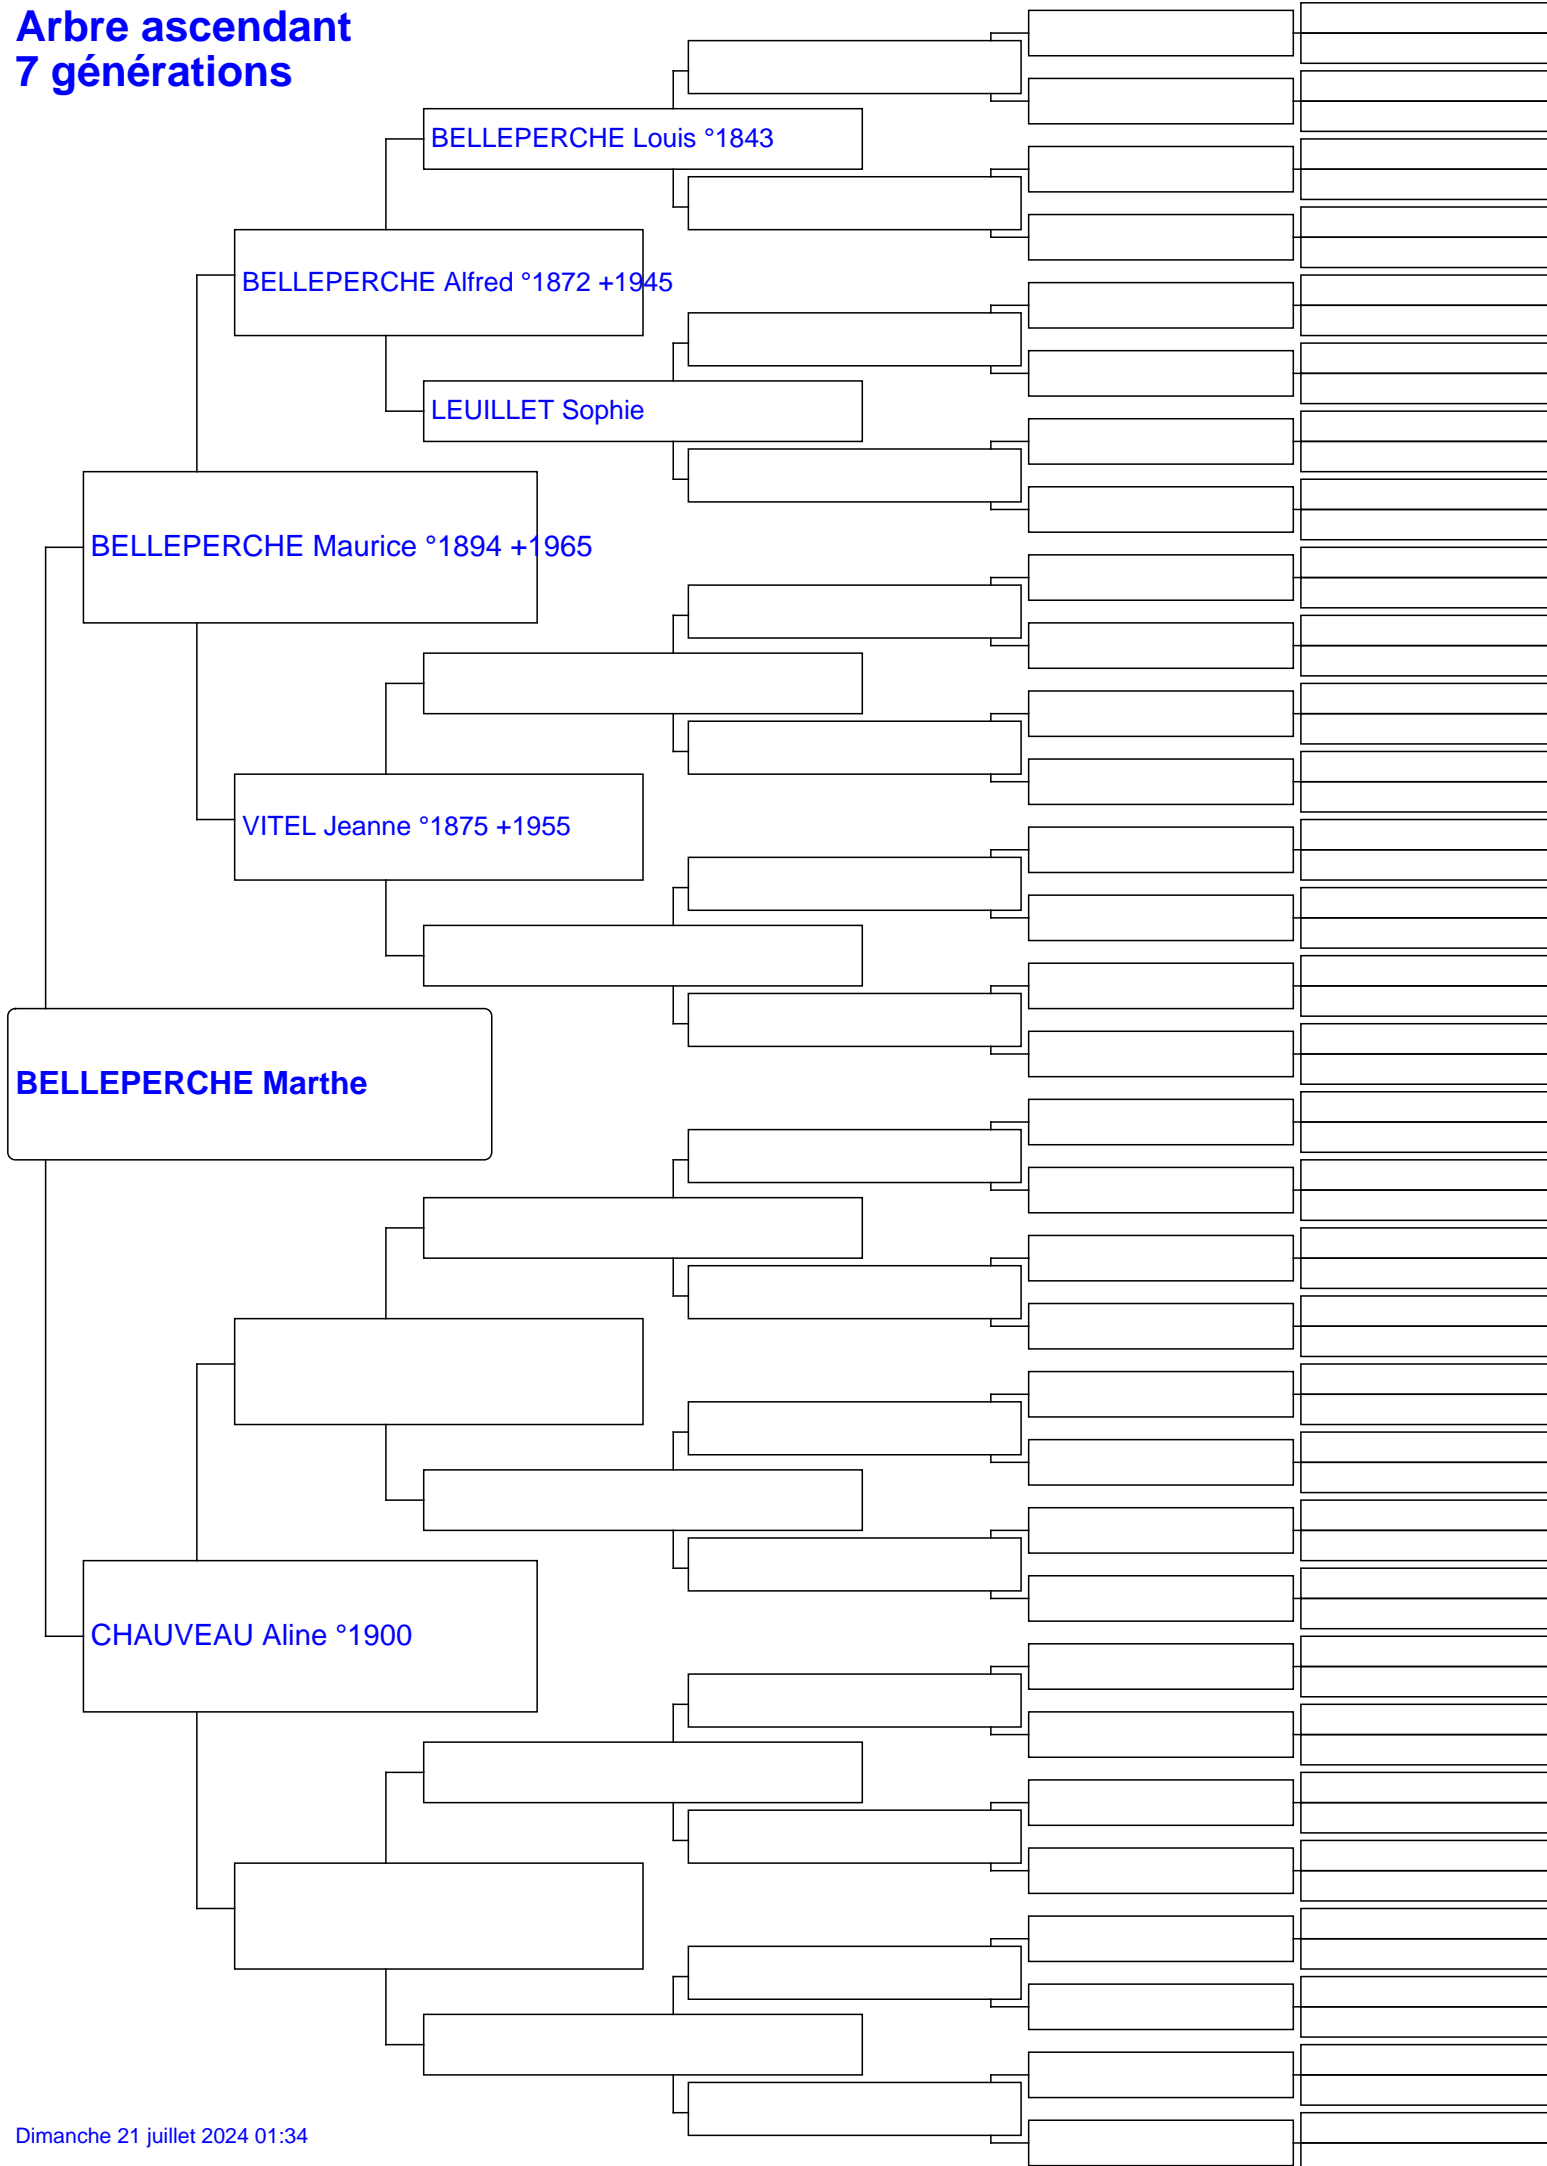 Arbre ascendant
7 générations
BELLEPERCHE Louis °1843
BELLEPERCHE Alfred °1872 +1945
LEUILLET Sophie
BELLEPERCHE Maurice °1894 +1965
VITEL Jeanne °1875 +1955
BELLEPERCHE Marthe
CHAUVEAU Aline °1900
Dimanche 21 juillet 2024 01:34